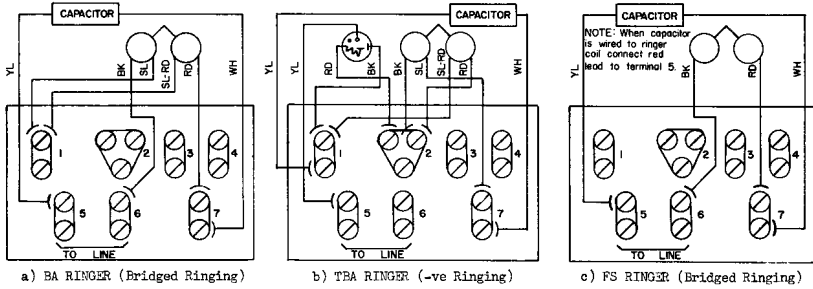 CAPACITOR
YL
BK
SL
SL-RD
RD
WH
1
2
3
4
5
6
7
TO LINE
a) BA RINGER (Bridged Ringing)
CAPACITOR
YL
RD
BK
BK
SL
SL-RD
RD
WH
1
2
3
4
5
6
7
TO LINE
b) TBA RINGER (-ve Ringing)
CAPACITOR
NOTE: When capacitor
is wired to ringer
coil connect red
lead to terminal 5.
YL
BK
RD
WH
1
2
3
4
5
6
7
TO LINE
c) FS RINGER (Bridged Ringing)